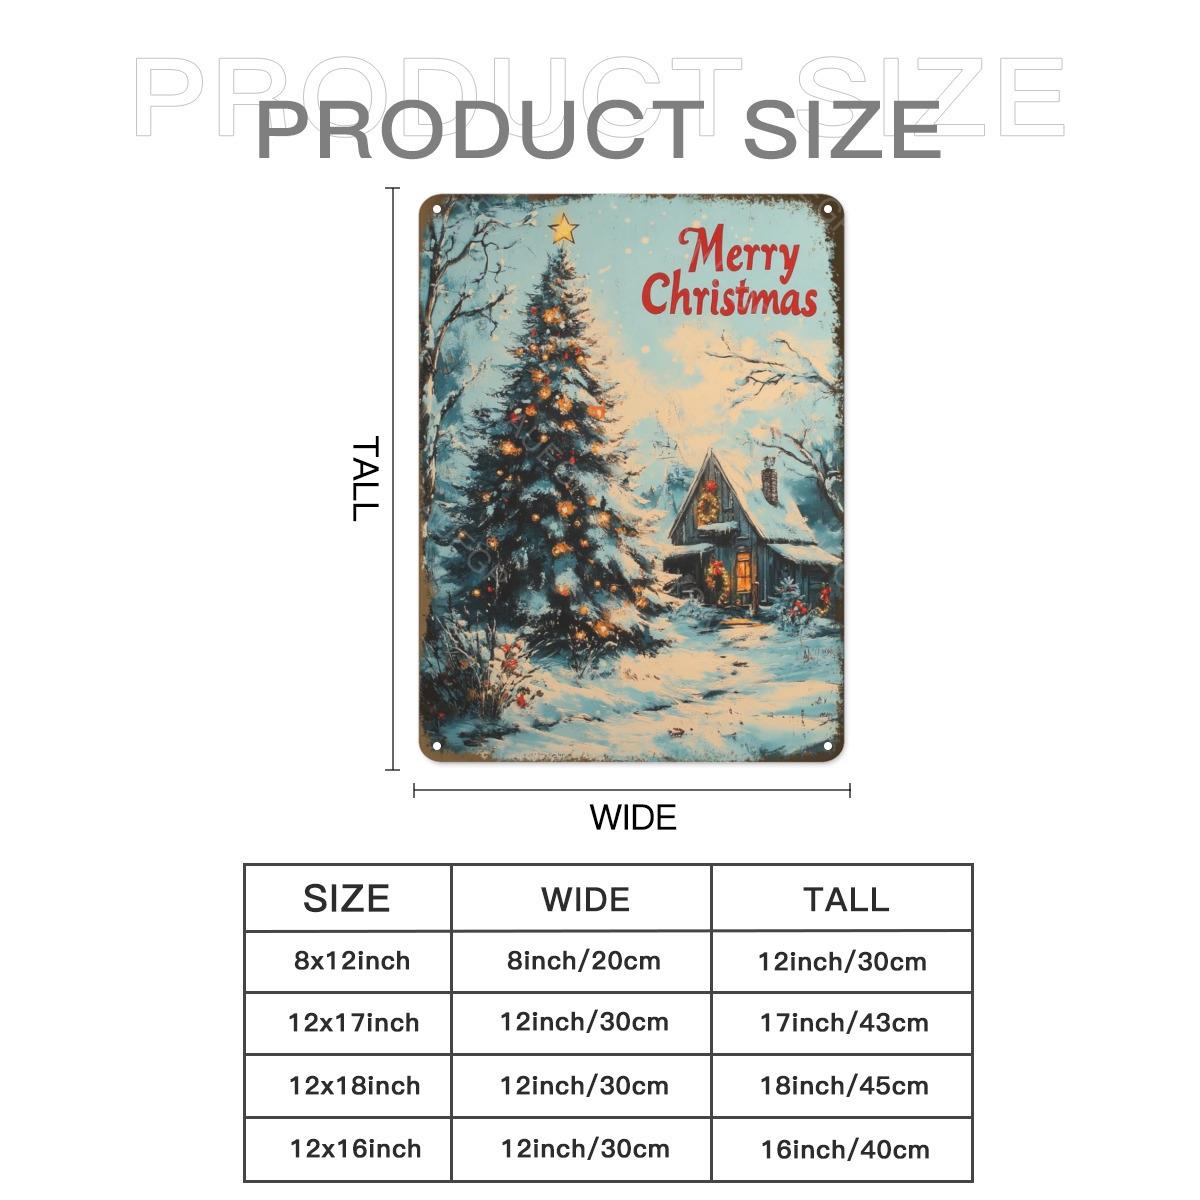 PRODUCT SIZE
PRODUCT SIZE
Merry
Christmas
TALL
WIDE
SIZE WIDE TALL
8x12inch 8inch/20cm 12inch/30cm
12x17inch 12inch/30cm 17inch/43cm
12x18inch 12inch/30cm 18inch/45cm
12x16inch 12inch/30cm 16inch/40cm